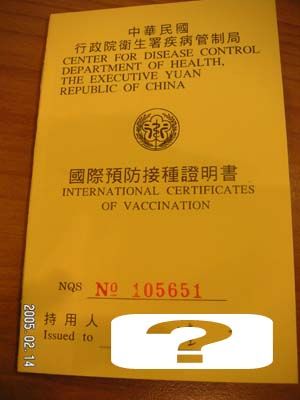 中華民國
行政院衛生署疾病管制局
CENTER FOR DISEASE CONTROL
DEPARTMENT OF HEALTH,
THE EXECUTIVE YUAN
REPUBLIC OF CHINA
國際預防接種證明書
INTERNATIONAL CERTIFICATES
OF VACCINATION
NQS Nº 105651
持用人
Issued to
?
2005 02 14